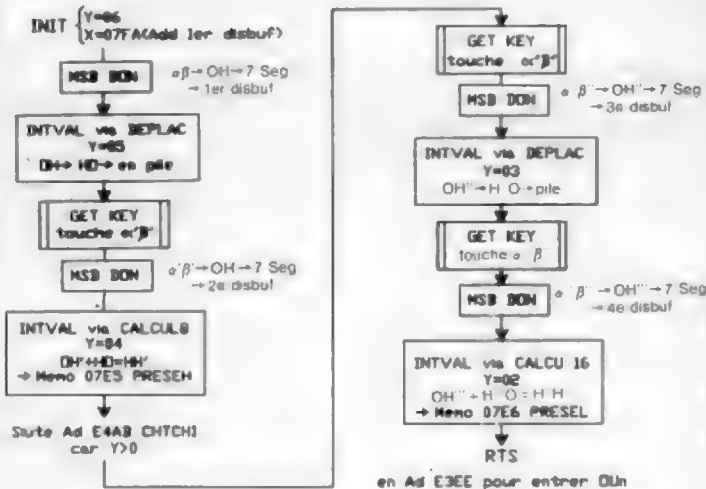 INIT { Y=06
X=07FA(Add 1er disbuf)
MSB DON
αβ→OH→7 Seg
→1er disbuf
INTVAL via DEPLAC
Y=05
OH→ HO→ en pile
GET KEY
touche α'β'
MSB DON
α'β'→OH'→7 Seg
→2e disbuf
INTVAL via CALCUL8
Y=04
OH'+HO=HH'
→ Memo 07E5 PRESEH
Siute Ad E4AB CHTCH1
car Y>0
GET KEY
touche α"β"
MSB DON
α"β"→OH"→7 Seg
→3e disbuf
INTVAL via DEPLAC
Y=03
OH"→H"O→pile
GET KEY
touche α β
MSB DON
α"'β"'→OH"'→7 Seg
→4e disbuf
INTVAL via CALCU 16
Y=02
OH"'+H"O=H"H
→ Memo 07E6 PRESEL
RTS
en Ad E3EE pour entrer DUn